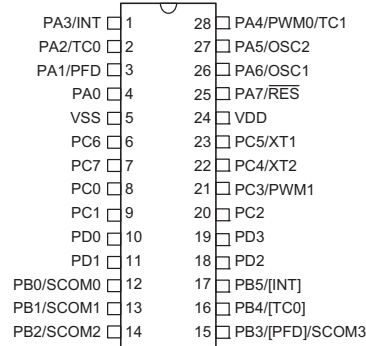 PA3/INT 1 28 PA4/PWM0/TC1
PA2/TC0 2 27 PA5/OSC2
PA1/PFD 3 26 PA6/OSC1
PA0 4 25 PA7/RES
VSS 5 24 VDD
PC6 6 23 PC5/XT1
PC7 7 22 PC4/XT2
PC0 8 21 PC3/PWM1
PC1 9 20 PC2
PD0 10 19 PD3
PD1 11 18 PD2
PB0/SCOM0 12 17 PB5/[INT]
PB1/SCOM1 13 16 PB4/[TC0]
PB2/SCOM2 14 15 PB3/[PFD]/SCOM3